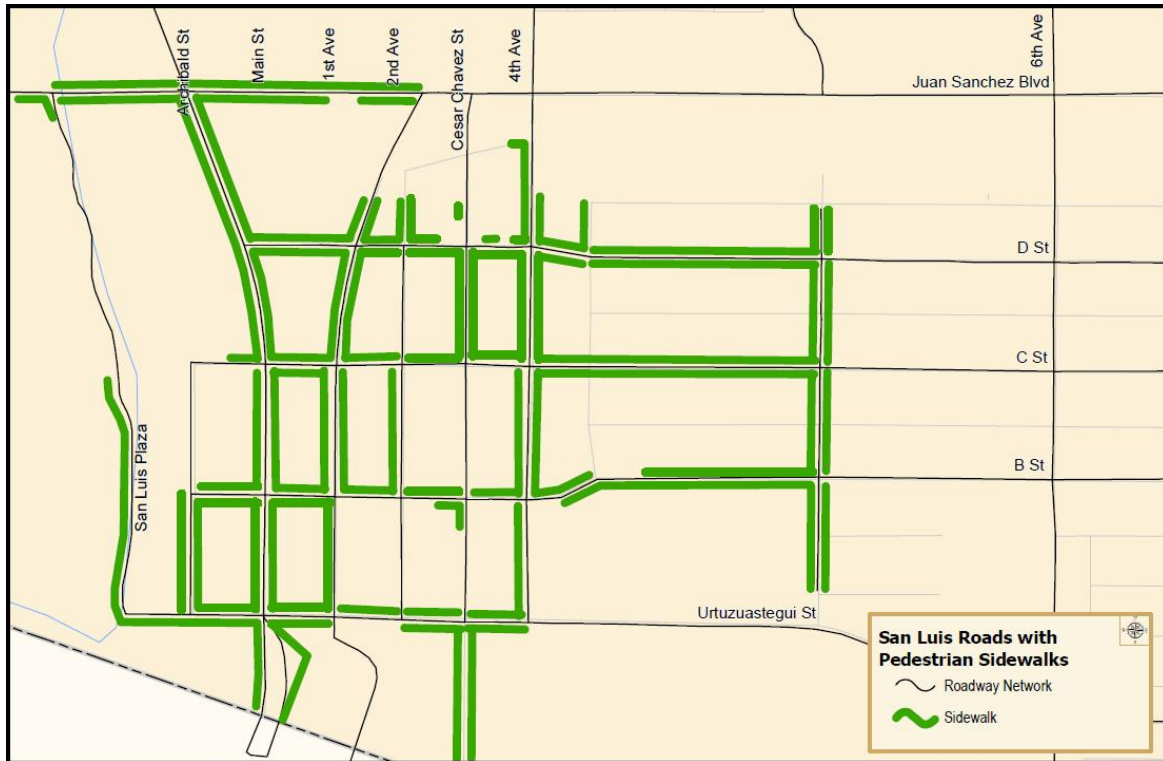 Archibald St
Main St
1st Ave
2nd Ave
Cesar Chavez St
4th Ave
6th Ave
Juan Sanchez Blvd
D St
C St
B St
San Luis Plaza
Urtuzuastegui St
San Luis Roads with
Pedestrian Sidewalks
Roadway Network
Sidewalk